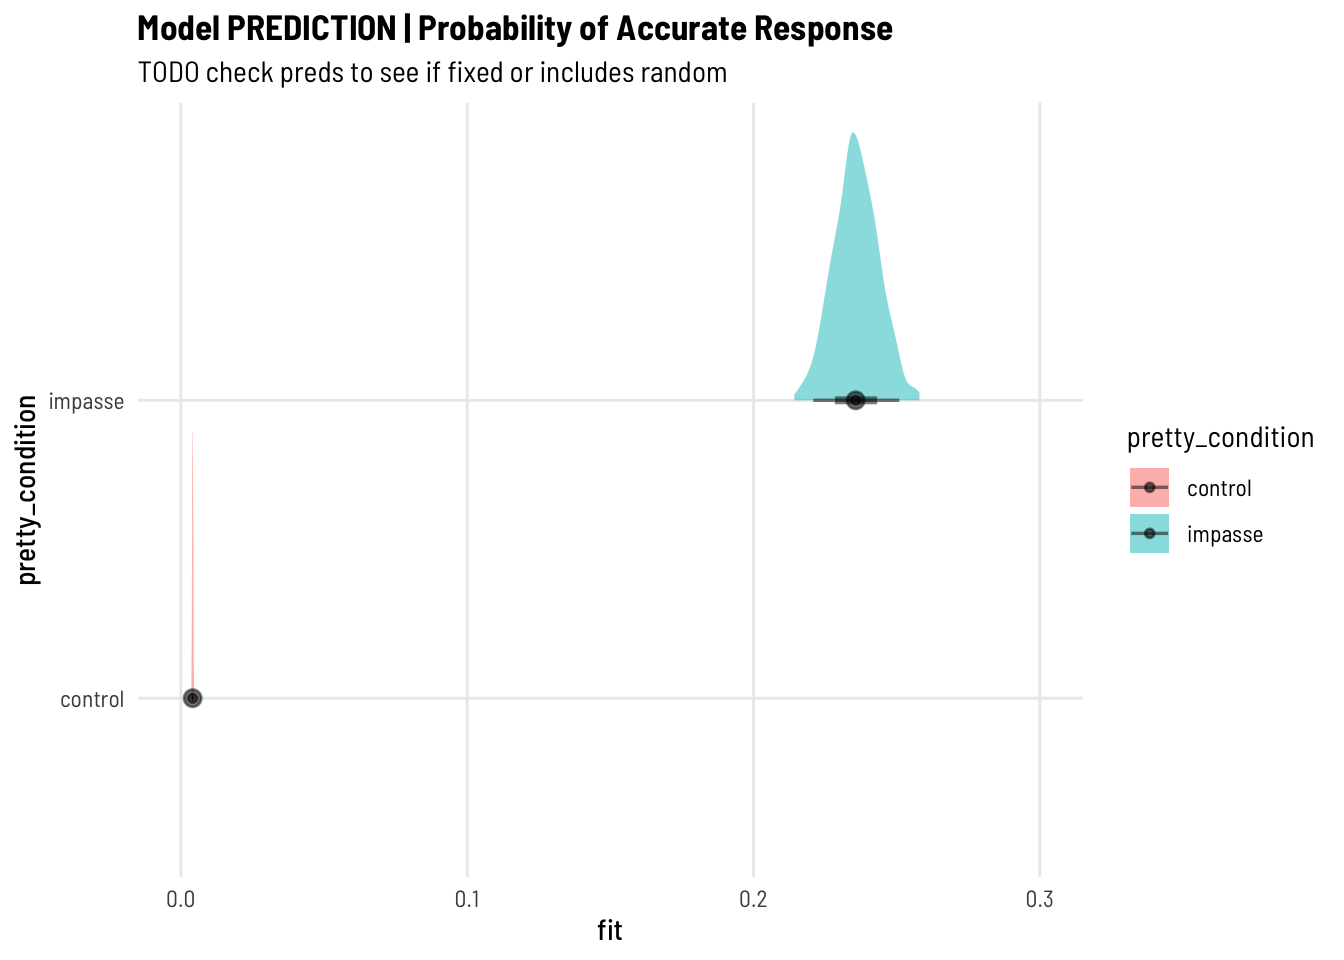 Model PREDICTION | Probability of Accurate Response
TODO check preds to see if fixed or includes random
pretty_condition
impasse
control
0.0
0.1
0.2
0.3
fit
pretty_condition
control
impasse